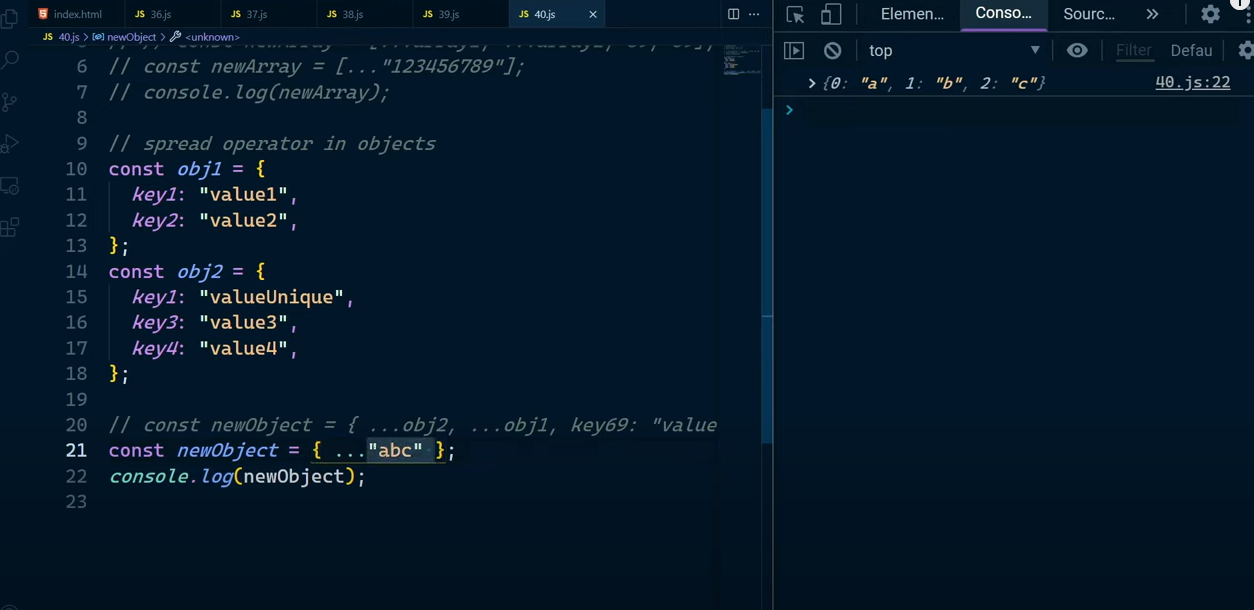 index.html
JS 36.js
JS 37.js
JS 38.js
JS 39.js
JS 40.js
JS 40.js > newObject > <unknown>
6 // const newArray = [..."123456789"];
7 // console.log(newArray);
8
9 // spread operator in objects
10 const obj1 = {
11 key1: "value1",
12 key2: "value2",
13 };
14 const obj2 = {
15 key1: "valueUnique",
16 key3: "value3",
17 key4: "value4",
18 };
19
20 // const newObject = { ...obj2, ...obj1, key69: "value
21 const newObject = { ..."abc" };
22 console.log(newObject);
23
Elemen... Conso... Sourc... »
top Filter Defau
{0: "a", 1: "b", 2: "c"} 40.js:22